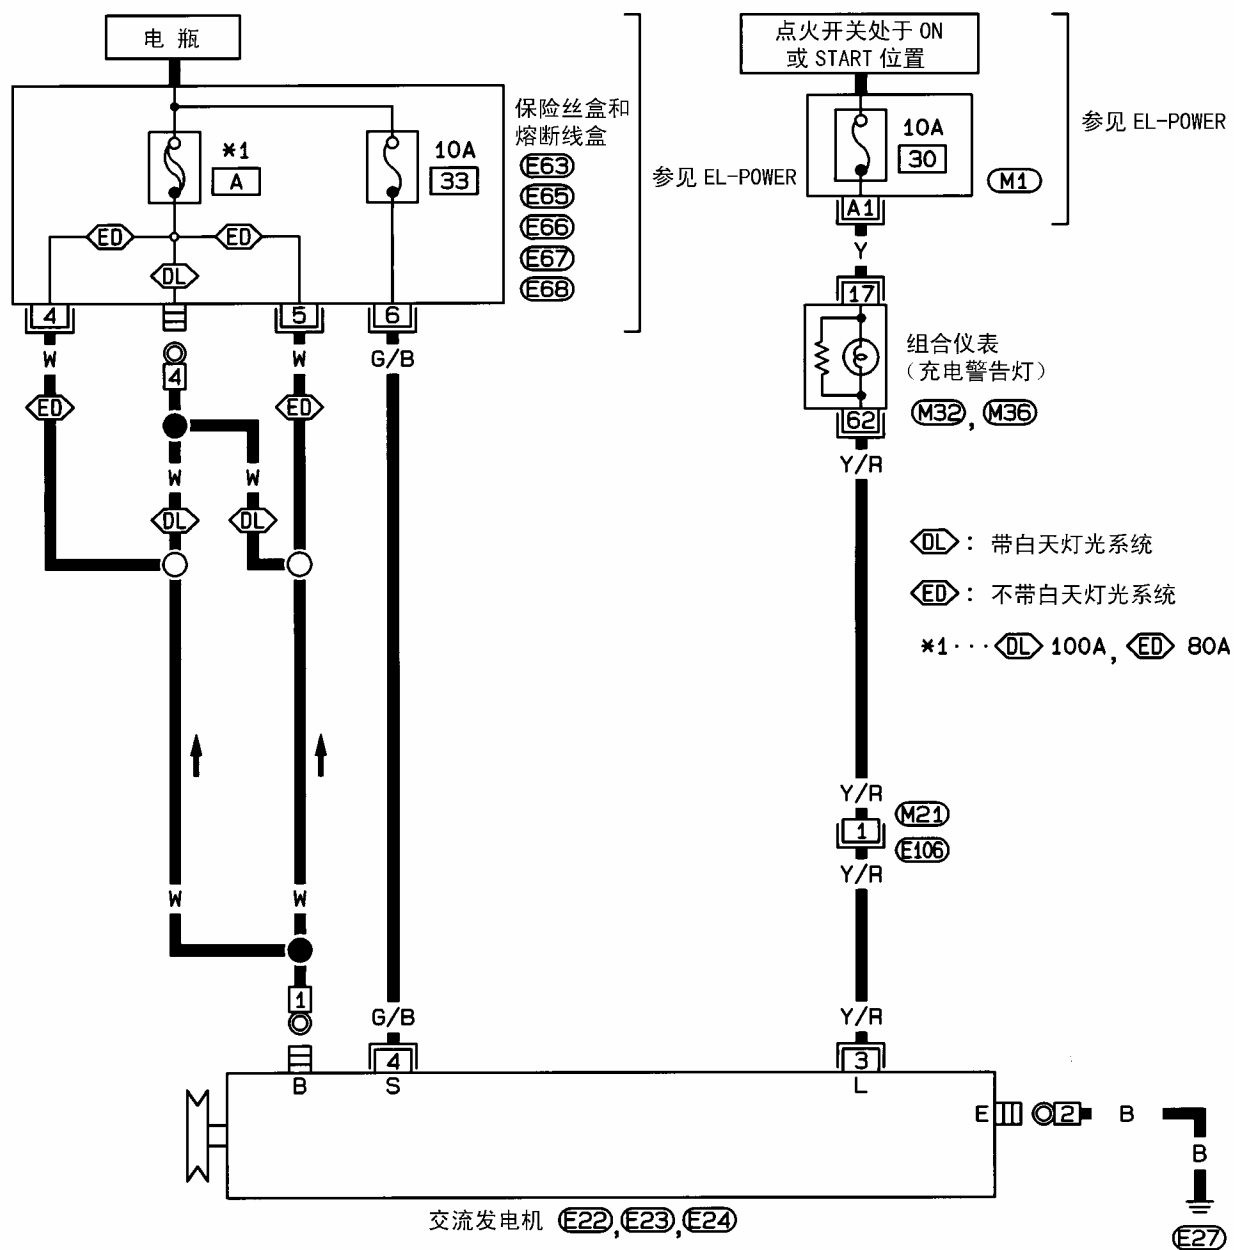 电 瓶
点火开关处于 ON
或 START 位置
保险丝盒和
熔断线盒
E63
E65
E66
E67
E68
*1
A
10A
33
参见 EL-POWER
10A
30
M1
参见 EL-POWER
A1
Y
ED
ED
DL
4
5
6
17
W
W
G/B
4
ED
ED
组合仪表
(充电警告灯)
M32, M36
62
Y/R
W
W
DL
DL
DL: 带白天灯光系统
ED: 不带白天灯光系统
*1···DL 100A, ED 80A
Y/R
M21
1
E106
Y/R
W
W
1
G/B
Y/R
4
3
B
S
L
E
2
B
B
交流发电机 E22, E23, E24
E27